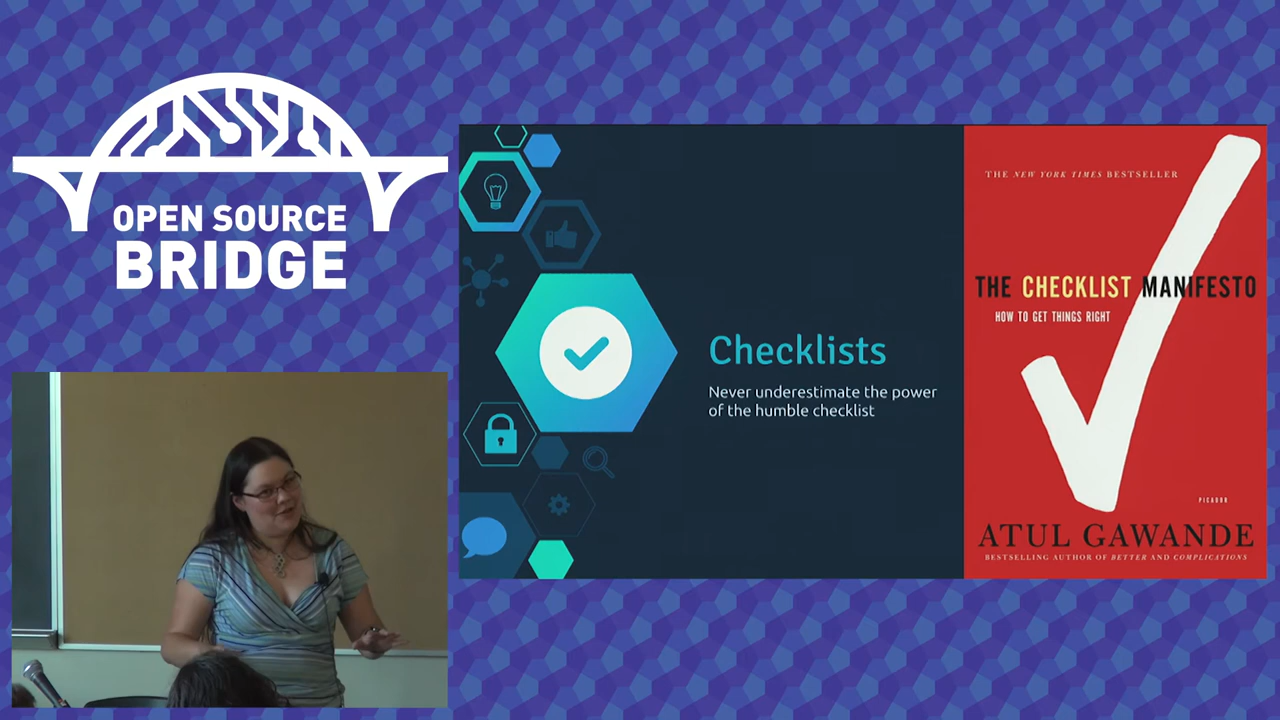 OPEN SOURCE
BRIDGE
Checklists
Never underestimate the power
of the humble checklist
THE NEW YORK TIMES BESTSELLER
THE CHECKLIST MANIFESTO
HOW TO GET THINGS RIGHT
PICADOR
ATUL GAWANDE
BESTSELLING AUTHOR OF BETTER AND COMPLICATIONS